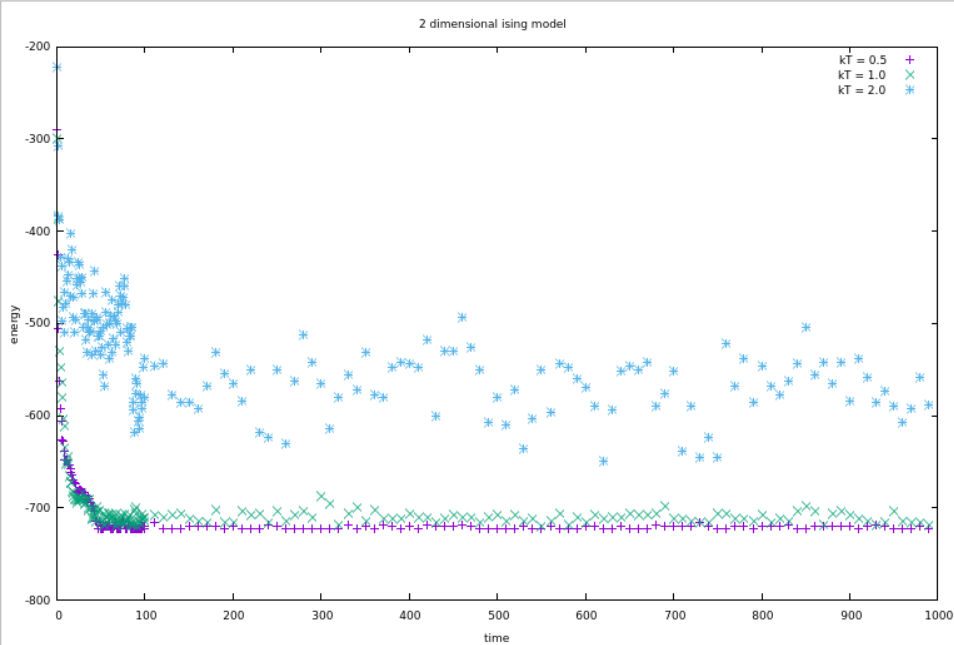 2 dimensional ising model
-200
-300
-400
-500
-600
-700
-800
energy
kT = 0.5
kT = 1.0
kT = 2.0
0 100 200 300 400 500 600 700 800 900 1000
time